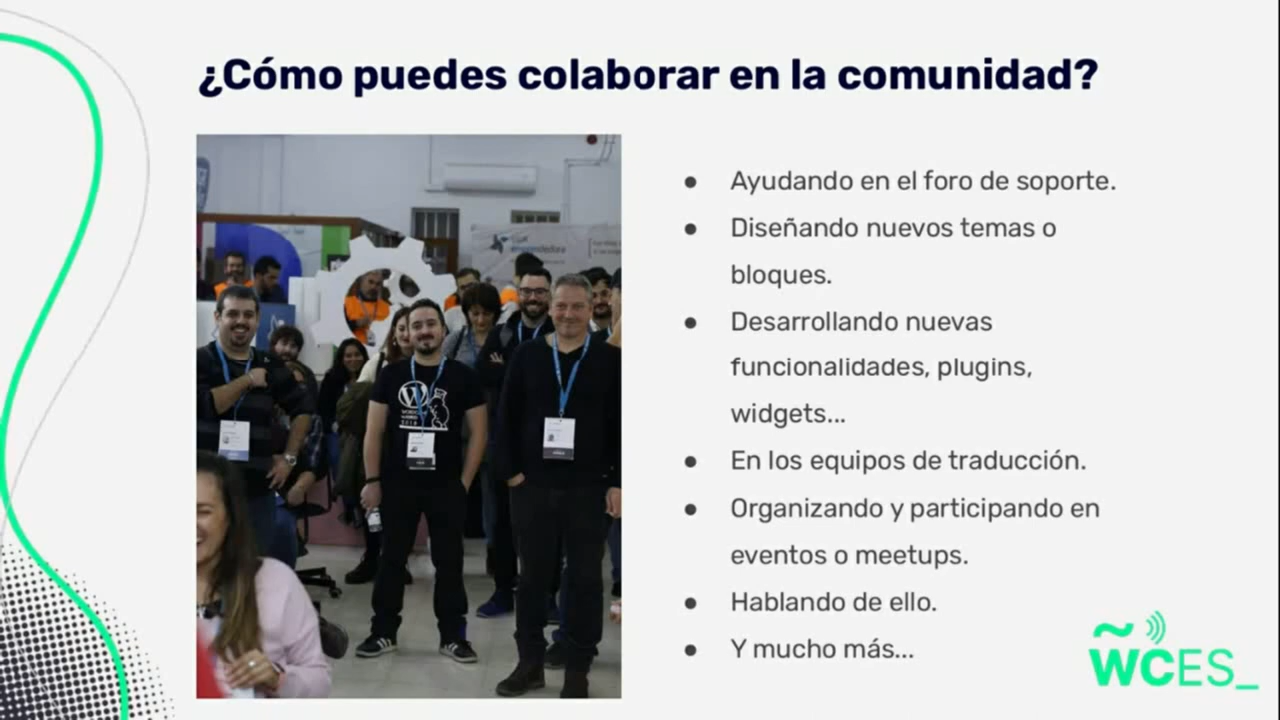 ¿Cómo puedes colaborar en la comunidad?
● Ayudando en el foro de soporte.
● Diseñando nuevos temas o
bloques.
● Desarrollando nuevas
funcionalidades, plugins,
widgets...
● En los equipos de traducción.
● Organizando y participando en
eventos o meetups.
● Hablando de ello.
● Y mucho más...
WCES_